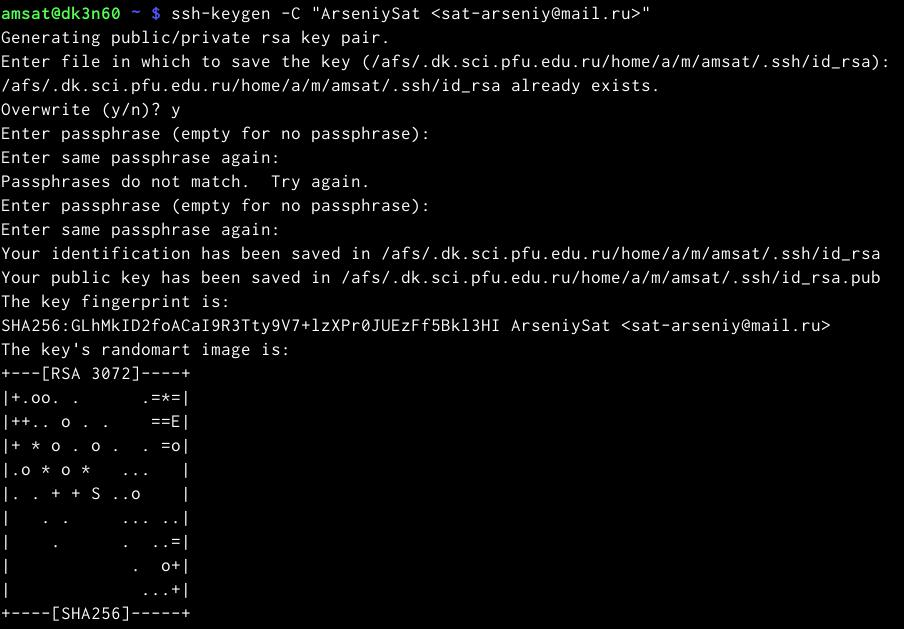 amsat@dk3n60 ~ $ ssh-keygen -C "ArseniySat <sat-arseniy@mail.ru>"
Generating public/private rsa key pair.
Enter file in which to save the key (/afs/.dk.sci.pfu.edu.ru/home/a/m/amsat/.ssh/id_rsa):
/afs/.dk.sci.pfu.edu.ru/home/a/m/amsat/.ssh/id_rsa already exists.
Overwrite (y/n)? y
Enter passphrase (empty for no passphrase):
Enter same passphrase again:
Passphrases do not match.  Try again.
Enter passphrase (empty for no passphrase):
Enter same passphrase again:
Your identification has been saved in /afs/.dk.sci.pfu.edu.ru/home/a/m/amsat/.ssh/id_rsa
Your public key has been saved in /afs/.dk.sci.pfu.edu.ru/home/a/m/amsat/.ssh/id_rsa.pub
The key fingerprint is:
SHA256:GLhMkID2foACaI9R3Tty9V7+lzXPr0JUEzFf5Bkl3HI ArseniySat <sat-arseniy@mail.ru>
The key's randomart image is:
+---[RSA 3072]----+
|+.oo. .      .=*=|
|++.. o . .    ==E|
|+ * o . o .  . =o|
|.o * o *   ...   |
|. . + + S ..o    |
|   . .     ... ..|
|    .      .  ..=|
|            .  o+|
|             ...+|
+----[SHA256]-----+